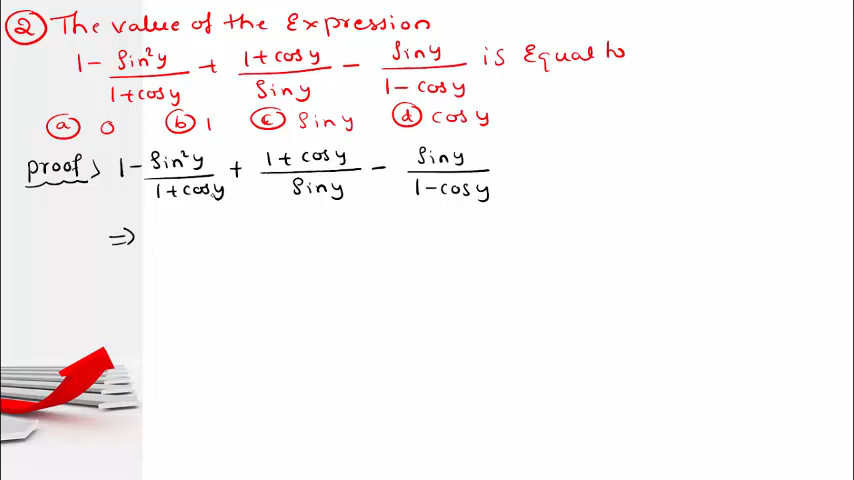 ② The value of the Expression
1 - sin²y / 1+cosy + 1+cosy / siny - siny / 1-cosy is Equal to
ⓐ 0 ⓑ 1 ⓒ siny ⓓ cosy
proof > 1 - sin²y / 1+cosy + 1+cosy / siny - siny / 1-cosy
⇒